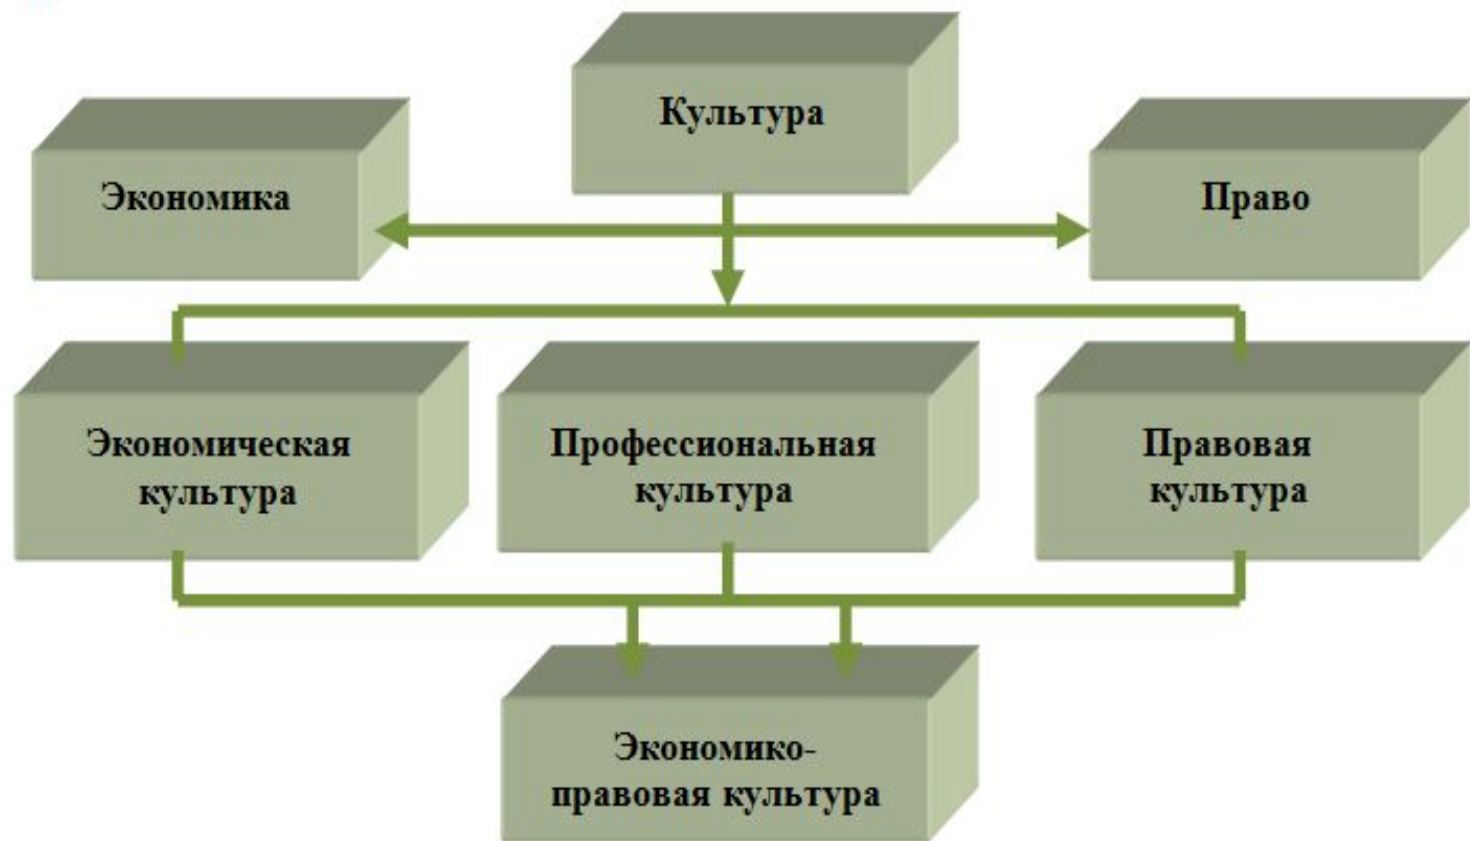 Культура
Экономика
Право
Экономическая
культура
Профессиональная
культура
Правовая
культура
Экономико-
правовая культура